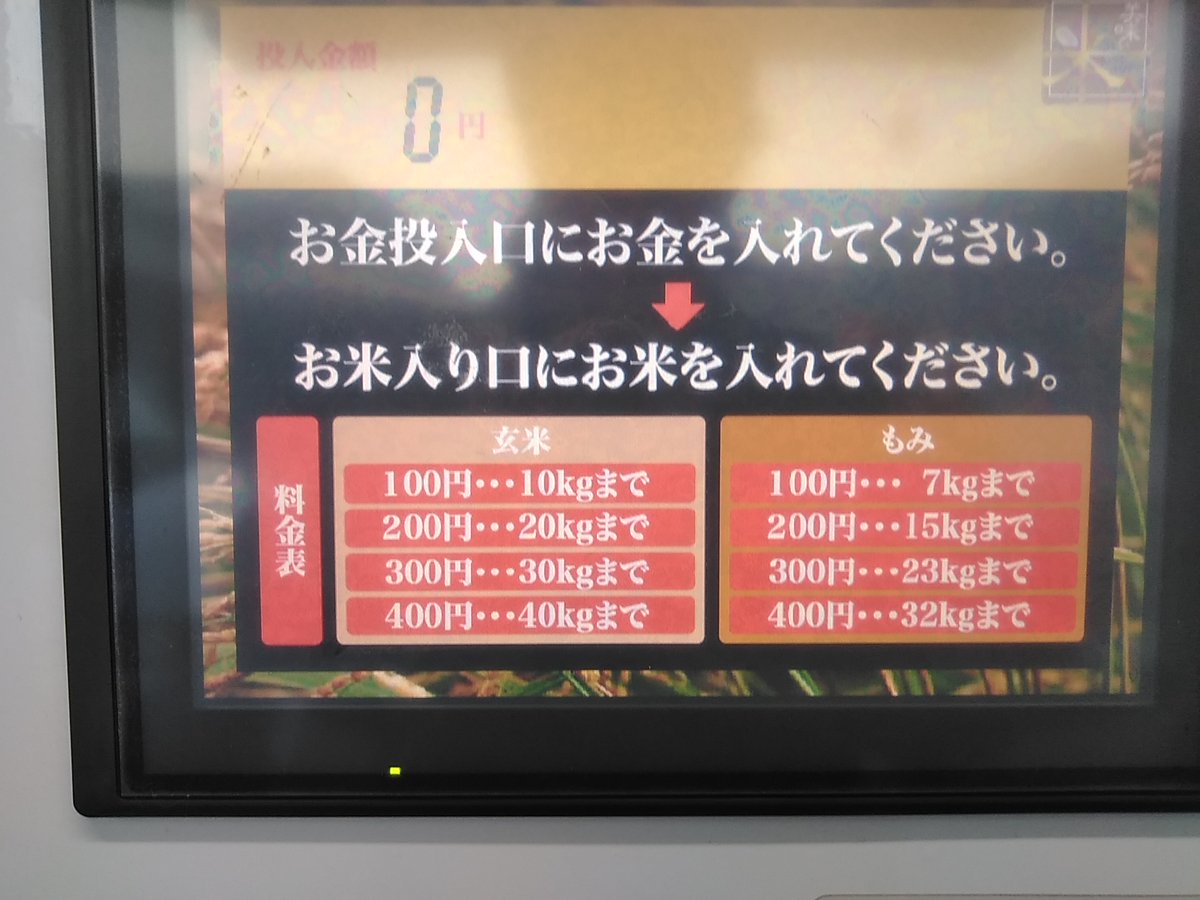 投入金額
0円
お金投入口にお金を入れてください。
お米入り口にお米を入れてください。
料金表
玄米
100円・・・10kgまで
200円・・・20kgまで
300円・・・30kgまで
400円・・・40kgまで
もみ
100円・・・ 7kgまで
200円・・・15kgまで
300円・・・23kgまで
400円・・・32kgまで